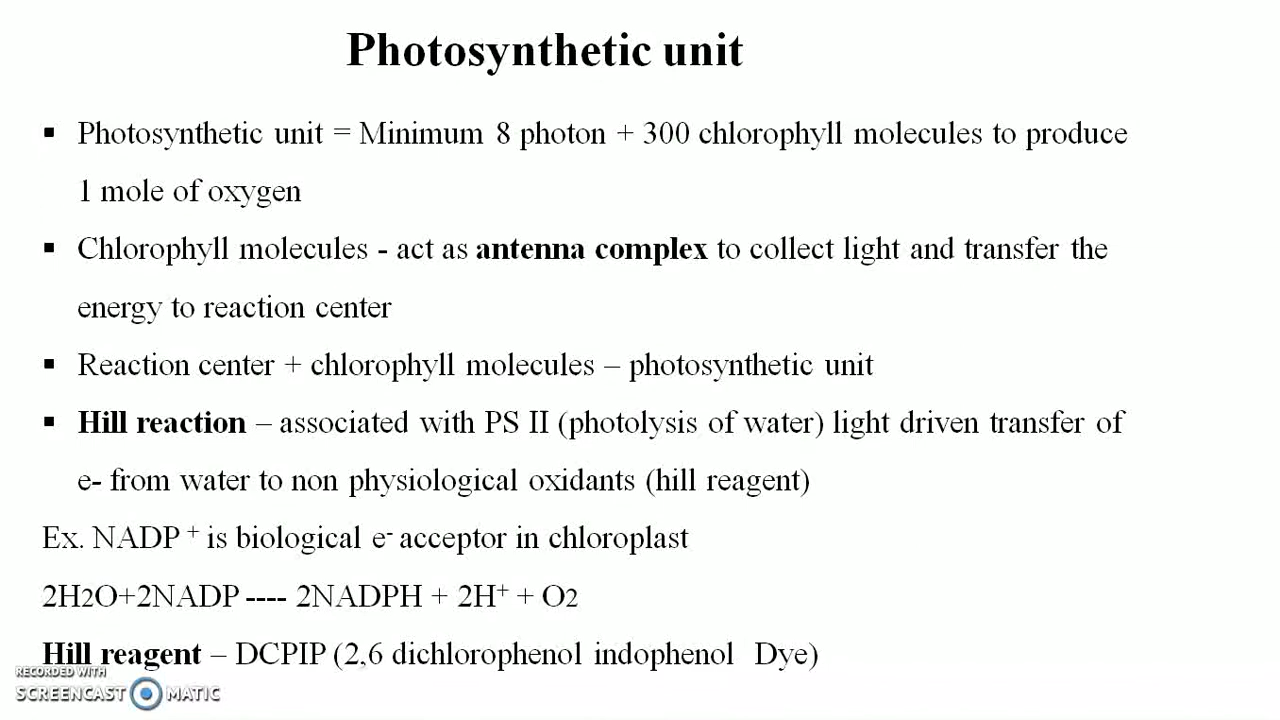 Photosynthetic unit
▪ Photosynthetic unit = Minimum 8 photon + 300 chlorophyll molecules to produce
1 mole of oxygen
▪ Chlorophyll molecules - act as antenna complex to collect light and transfer the
energy to reaction center
▪ Reaction center + chlorophyll molecules – photosynthetic unit
▪ Hill reaction – associated with PS II (photolysis of water) light driven transfer of
e- from water to non physiological oxidants (hill reagent)
Ex. NADP ⁺ is biological e⁻ acceptor in chloroplast
2H2O+2NADP ---- 2NADPH + 2H⁺ + O2
Hill reagent – DCPIP (2,6 dichlorophenol indophenol Dye)
RECORDED WITH
SCREENCAST MATIC